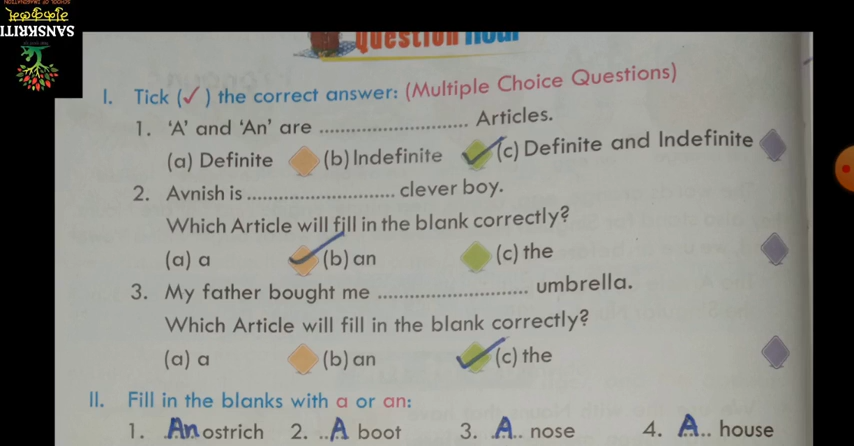 Question Hour
I. Tick (✓) the correct answer: (Multiple Choice Questions)
1. ‘A’ and ‘An’ are ............................ Articles.
(a) Definite (b) Indefinite (c) Definite and Indefinite
2. Avnish is ............................ clever boy.
Which Article will fill in the blank correctly?
(a) a (b) an (c) the
3. My father bought me ............................ umbrella.
Which Article will fill in the blank correctly?
(a) a (b) an (c) the
II. Fill in the blanks with a or an:
1. An ostrich 2. ..A boot 3. .A.. nose 4. .A.. house
SANSKRITI